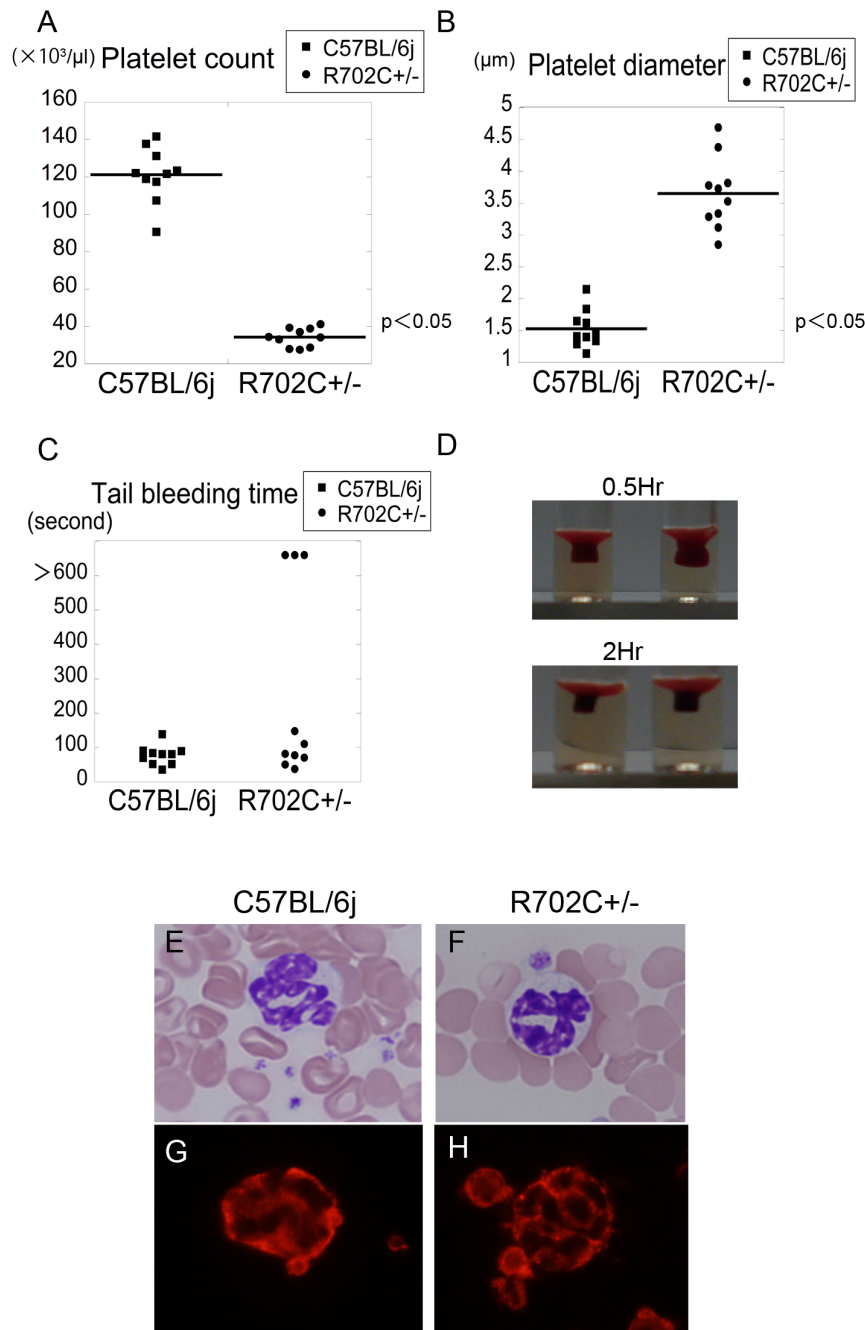 A
B
(×10³/µl) Platelet count
C57BL/6j
R702C+/-
160
140
120
100
80
60
40
20
p<0.05
C57BL/6j R702C+/-
(µm) Platelet diameter
C57BL/6j
R702C+/-
5
4.5
4
3.5
3
2.5
2
1.5
1
p<0.05
C57BL/6j R702C+/-
C
Tail bleeding time
(second)
C57BL/6j
R702C+/-
>600
500
400
300
200
100
0
C57BL/6j R702C+/-
D
0.5Hr
2Hr
C57BL/6j R702C+/-
E
F
G
H